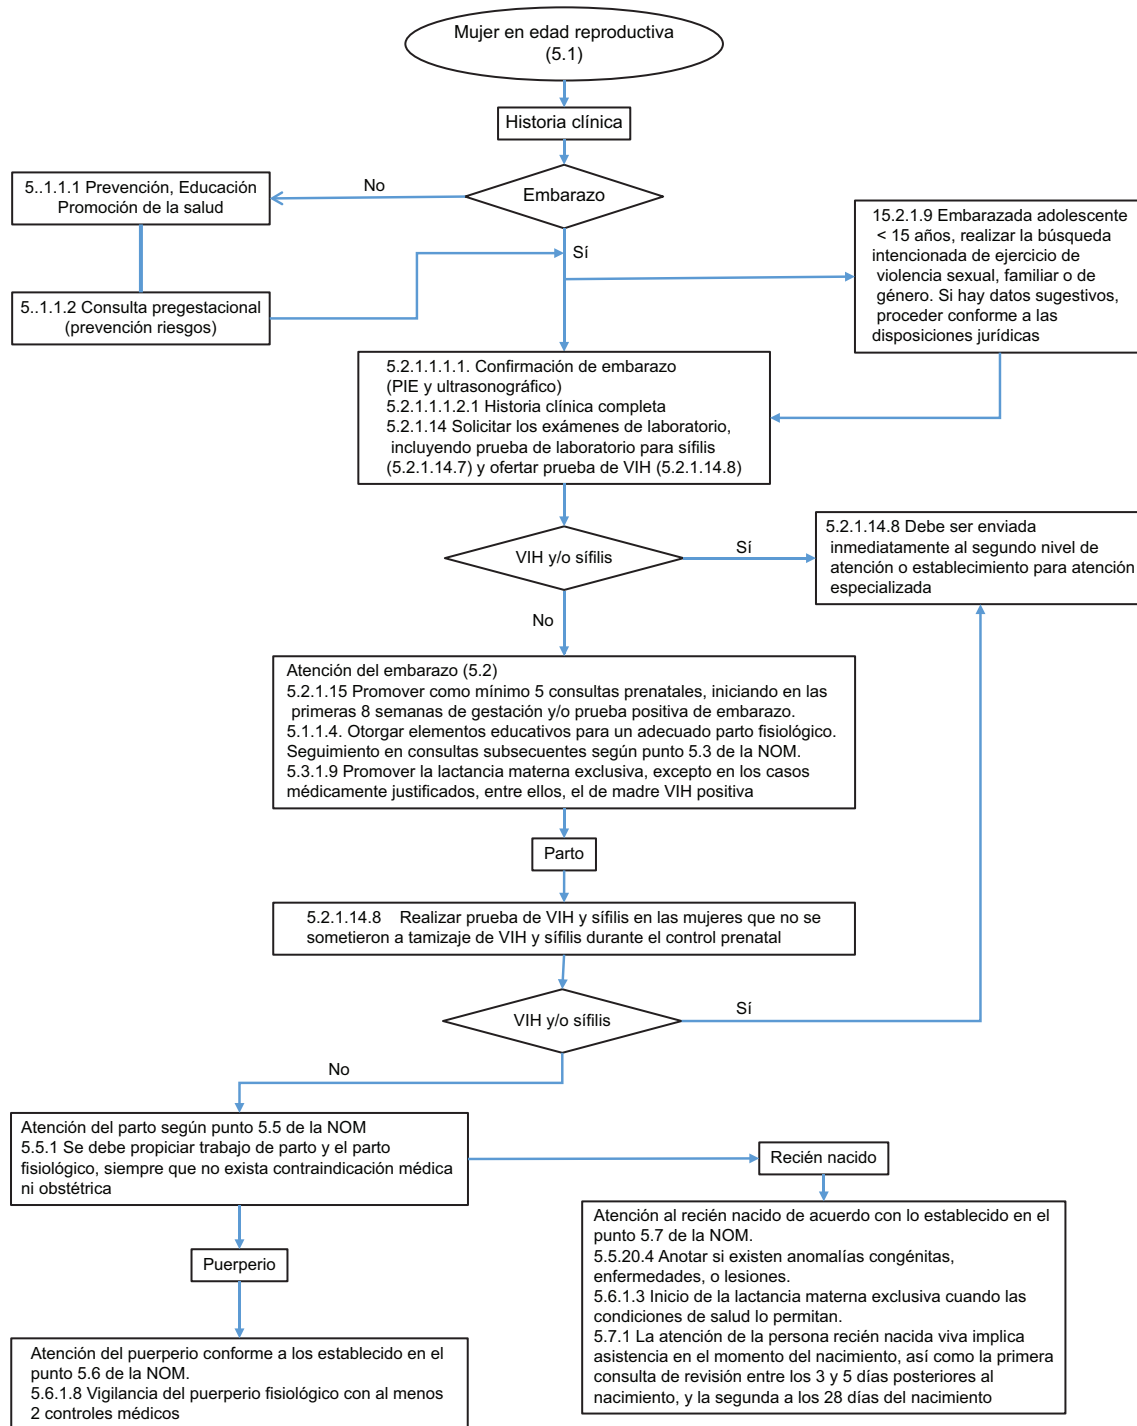 Mujer en edad reproductiva
(5.1)
Historia clínica
Embarazo
No
Sí
5..1.1.1 Prevención, Educación
Promoción de la salud
5..1.1.2 Consulta pregestacional
(prevención riesgos)
15.2.1.9 Embarazada adolescente
< 15 años, realizar la búsqueda
intencionada de ejercicio de
violencia sexual, familiar o de
género. Si hay datos sugestivos,
proceder conforme a las
disposiciones jurídicas
5.2.1.1.1.1. Confirmación de embarazo
(PIE y ultrasonográfico)
5.2.1.1.1.2.1 Historia clínica completa
5.2.1.14 Solicitar los exámenes de laboratorio,
incluyendo prueba de laboratorio para sífilis
(5.2.1.14.7) y ofertar prueba de VIH (5.2.1.14.8)
VIH y/o sífilis
Sí
No
5.2.1.14.8 Debe ser enviada
inmediatamente al segundo nivel de
atención o establecimiento para atención
especializada
Atención del embarazo (5.2)
5.2.1.15 Promover como mínimo 5 consultas prenatales, iniciando en las
primeras 8 semanas de gestación y/o prueba positiva de embarazo.
5.1.1.4. Otorgar elementos educativos para un adecuado parto fisiológico.
Seguimiento en consultas subsecuentes según punto 5.3 de la NOM.
5.3.1.9 Promover la lactancia materna exclusiva, excepto en los casos
médicamente justificados, entre ellos, el de madre VIH positiva
Parto
5.2.1.14.8 Realizar prueba de VIH y sífilis en las mujeres que no se
sometieron a tamizaje de VIH y sífilis durante el control prenatal
VIH y/o sífilis
Sí
No
Atención del parto según punto 5.5 de la NOM
5.5.1 Se debe propiciar trabajo de parto y el parto
fisiológico, siempre que no exista contraindicación médica
ni obstétrica
Recién nacido
Puerperio
Atención al recién nacido de acuerdo con lo establecido en el
punto 5.7 de la NOM.
5.5.20.4 Anotar si existen anomalías congénitas,
enfermedades, o lesiones.
5.6.1.3 Inicio de la lactancia materna exclusiva cuando las
condiciones de salud lo permitan.
5.7.1 La atención de la persona recién nacida viva implica
asistencia en el momento del nacimiento, así como la primera
consulta de revisión entre los 3 y 5 días posteriores al
nacimiento, y la segunda a los 28 días del nacimiento
Atención del puerperio conforme a los establecido en el
punto 5.6 de la NOM.
5.6.1.8 Vigilancia del puerperio fisiológico con al menos
2 controles médicos